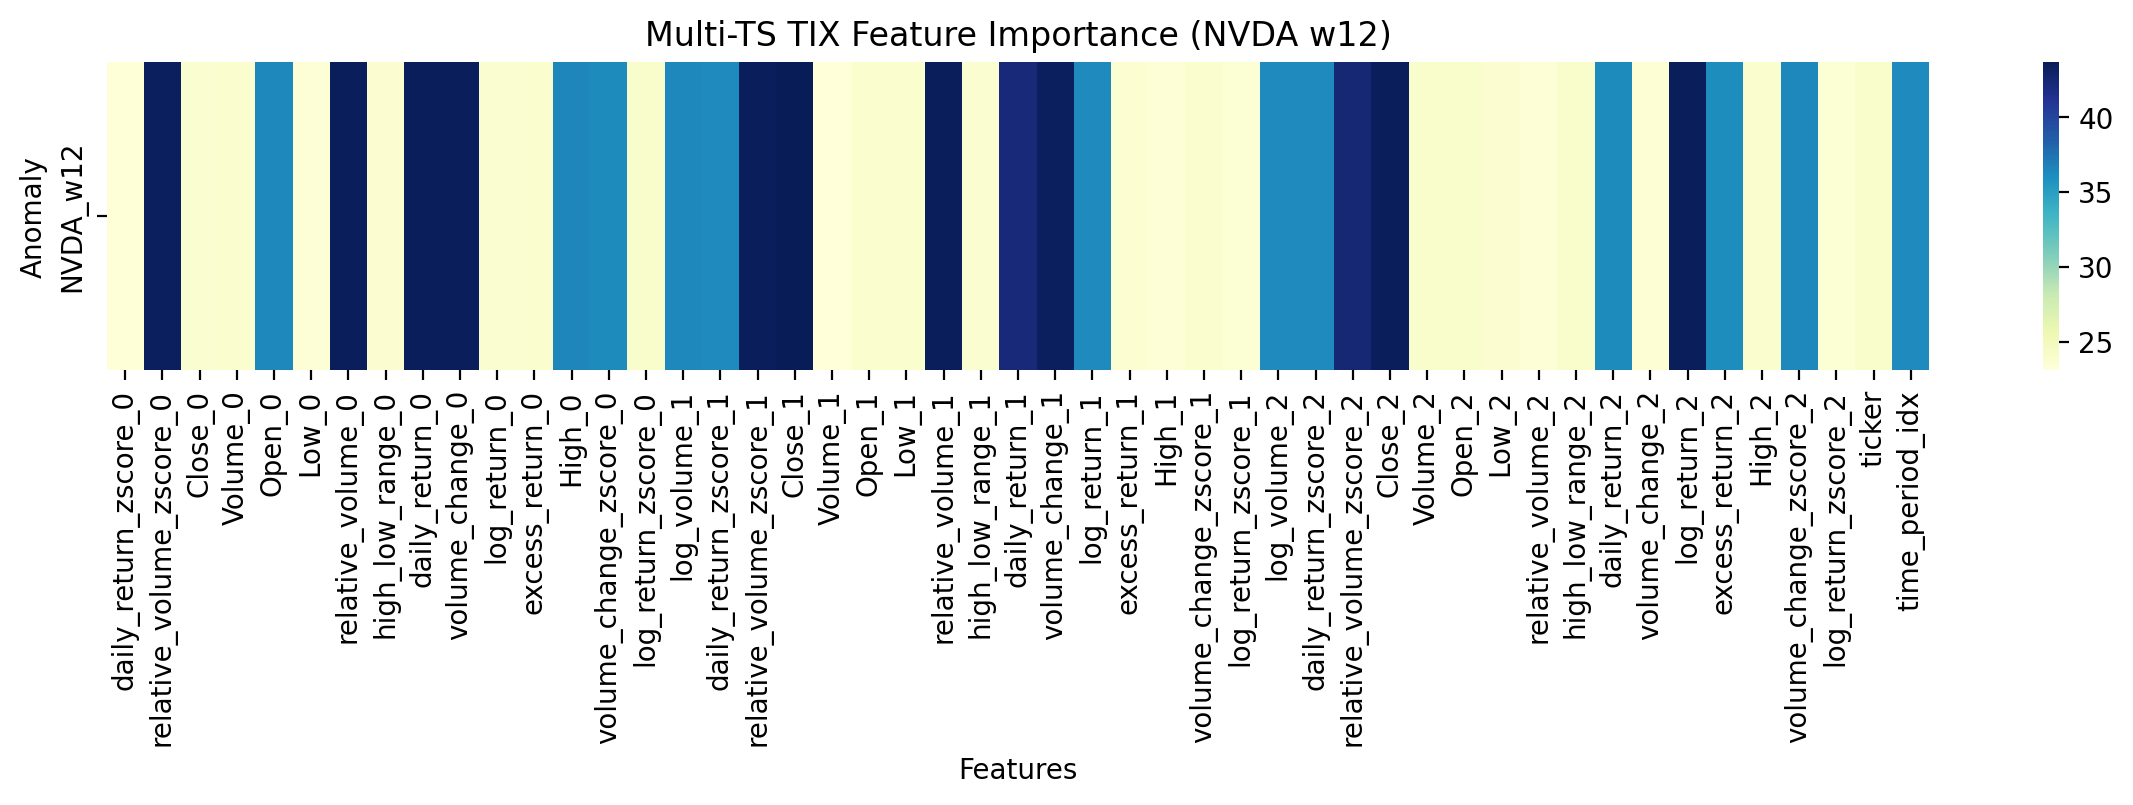 Multi-TS TIX Feature Importance (NVDA w12)
Anomaly
NVDA_w12
40
35
30
25
daily_return_zscore_0
relative_volume_zscore_0
Close_0
Volume_0
Open_0
Low_0
relative_volume_0
high_low_range_0
daily_return_0
volume_change_0
log_return_0
excess_return_0
High_0
volume_change_zscore_0
log_return_zscore_0
log_volume_1
daily_return_zscore_1
relative_volume_zscore_1
Close_1
Volume_1
Open_1
Low_1
relative_volume_1
high_low_range_1
daily_return_1
volume_change_1
log_return_1
excess_return_1
High_1
volume_change_zscore_1
log_return_zscore_1
log_volume_2
daily_return_zscore_2
relative_volume_zscore_2
Close_2
Volume_2
Open_2
Low_2
relative_volume_2
high_low_range_2
daily_return_2
volume_change_2
log_return_2
excess_return_2
High_2
volume_change_zscore_2
log_return_zscore_2
ticker
time_period_idx
Features